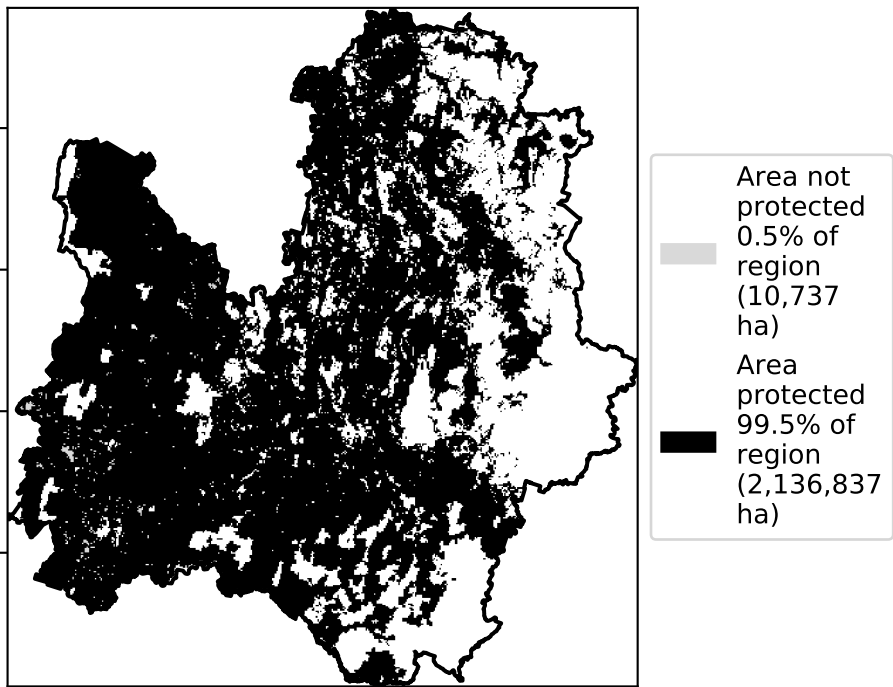 Area not
protected
0.5% of
region
(10,737
ha)
Area
protected
99.5% of
region
(2,136,837
ha)